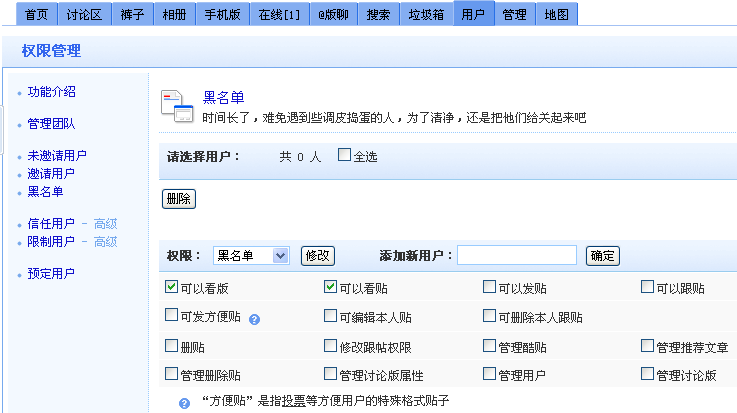 首页 讨论区 裤子 相册 手机版 在线[1] @版聊 搜索 垃圾箱 用户 管理 地图
权限管理
功能介绍
管理团队
未邀请用户
邀请用户
黑名单
信任用户 - 高级
限制用户 - 高级
预定用户
黑名单
时间长了，难免遇到些调皮捣蛋的人，为了清净，还是把他们给关起来吧
请选择用户： 共 0 人 全选
删除
权限： 黑名单 修改 添加新用户： 确定
可以看版 可以看贴 可以发贴 可以跟贴
可发方便贴 ? 可编辑本人贴 可删除本人跟贴
删贴 修改跟帖权限 管理酷贴 管理推荐文章
管理删除贴 管理讨论版属性 管理用户 管理讨论版
? “方便贴”是指投票等方便用户的特殊格式贴子